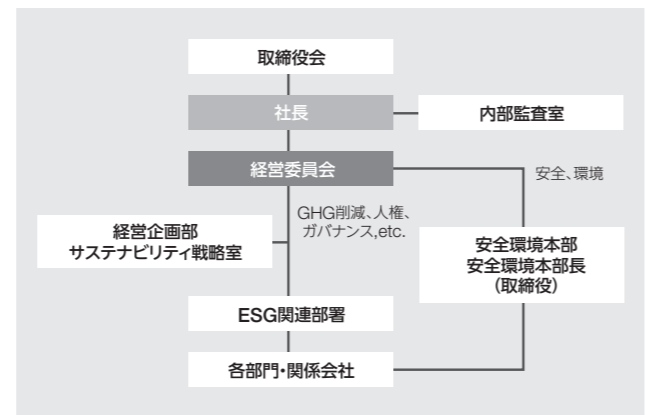 取締役会
社長
内部監査室
経営委員会
安全、環境
GHG削減、人権、
ガバナンス,etc.
経営企画部
サステナビリティ戦略室
安全環境本部
安全環境本部長
(取締役)
ESG関連部署
各部門・関係会社